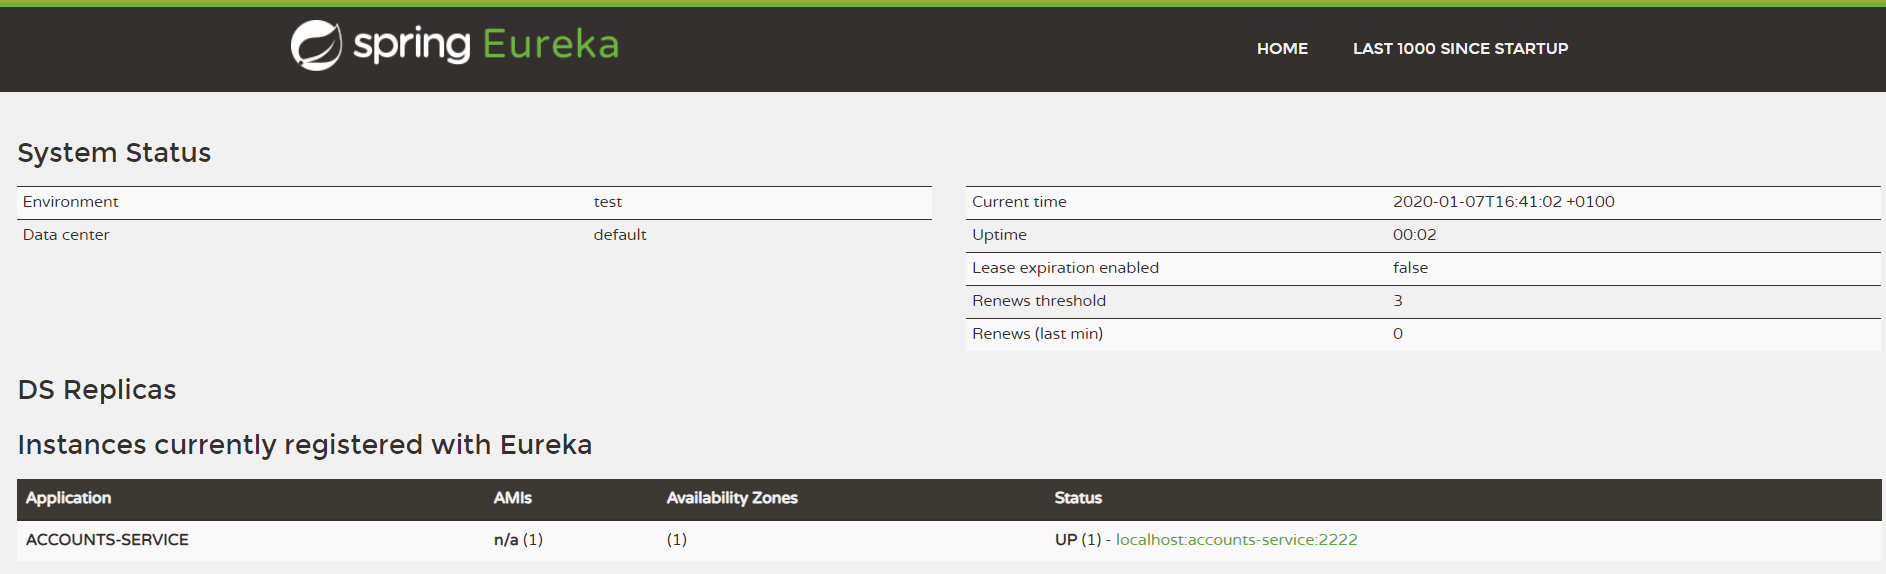 spring Eureka
HOME LAST 1000 SINCE STARTUP
System Status
Environment test
Data center default
Current time 2020-01-07T16:41:02 +0100
Uptime 00:02
Lease expiration enabled false
Renews threshold 3
Renews (last min) 0
DS Replicas
Instances currently registered with Eureka
Application AMIs Availability Zones Status
ACCOUNTS-SERVICE n/a (1) (1) UP (1) - localhost:accounts-service:2222